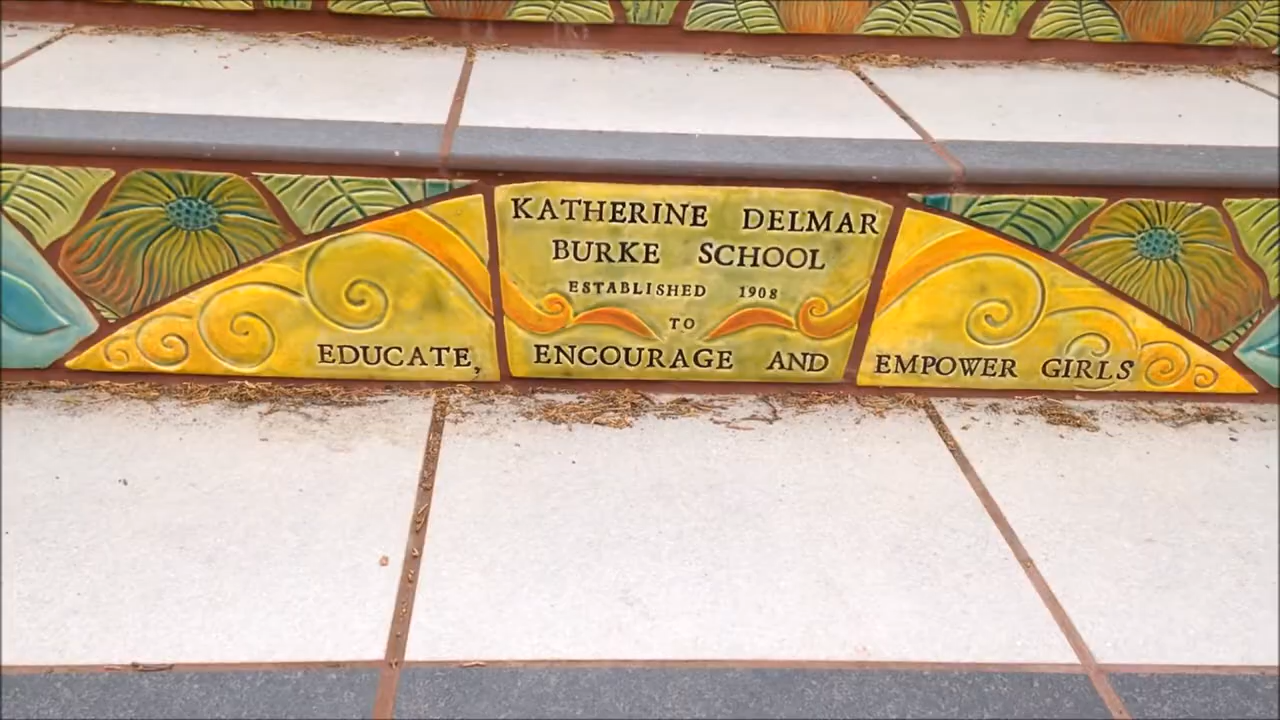 KATHERINE DELMAR
BURKE SCHOOL
ESTABLISHED 1908
TO
EDUCATE, ENCOURAGE AND EMPOWER GIRLS